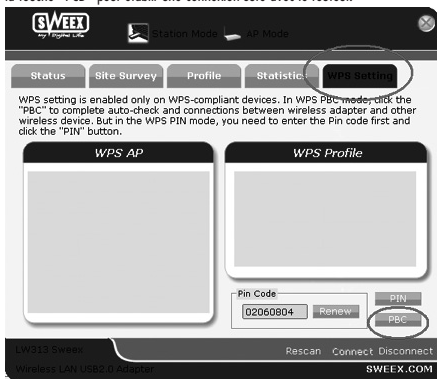 SWEEX
my Digital Life
Station Mode AP Mode
Status Site Survey Profile Statistics WPS Setting
WPS setting is enabled only on WPS-compliant devices. In WPS PBC mode, click the
"PBC" to complete auto-check and connections between wireless adapter and other
wireless device. But in the WPS PIN mode, you need to enter the Pin code first and
click the "PIN" button.
WPS AP WPS Profile
Pin Code
02060804 Renew
PIN
PBC
LW313 Sweex
Rescan Connect Disconnect
Wireless LAN USB2.0 Adapter
SWEEX.COM